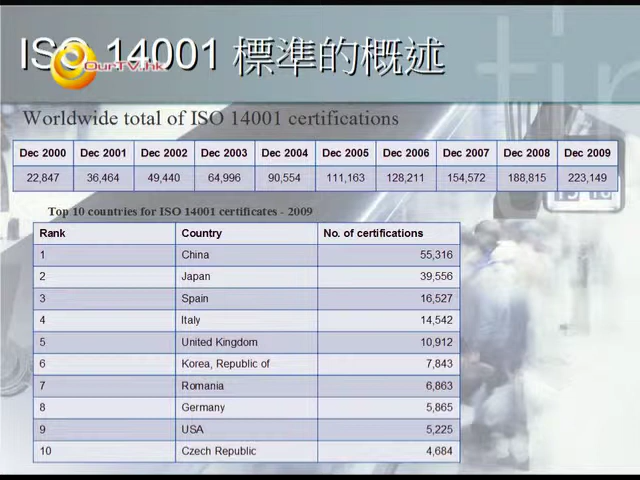 ISO 14001 標準的概述
OurTV.hk
Worldwide total of ISO 14001 certifications
Dec 2000 Dec 2001 Dec 2002 Dec 2003 Dec 2004 Dec 2005 Dec 2006 Dec 2007 Dec 2008 Dec 2009
22,847 36,464 49,440 64,996 90,554 111,163 128,211 154,572 188,815 223,149
Top 10 countries for ISO 14001 certificates - 2009
Rank Country No. of certifications
1 China 55,316
2 Japan 39,556
3 Spain 16,527
4 Italy 14,542
5 United Kingdom 10,912
6 Korea, Republic of 7,843
7 Romania 6,863
8 Germany 5,865
9 USA 5,225
10 Czech Republic 4,684